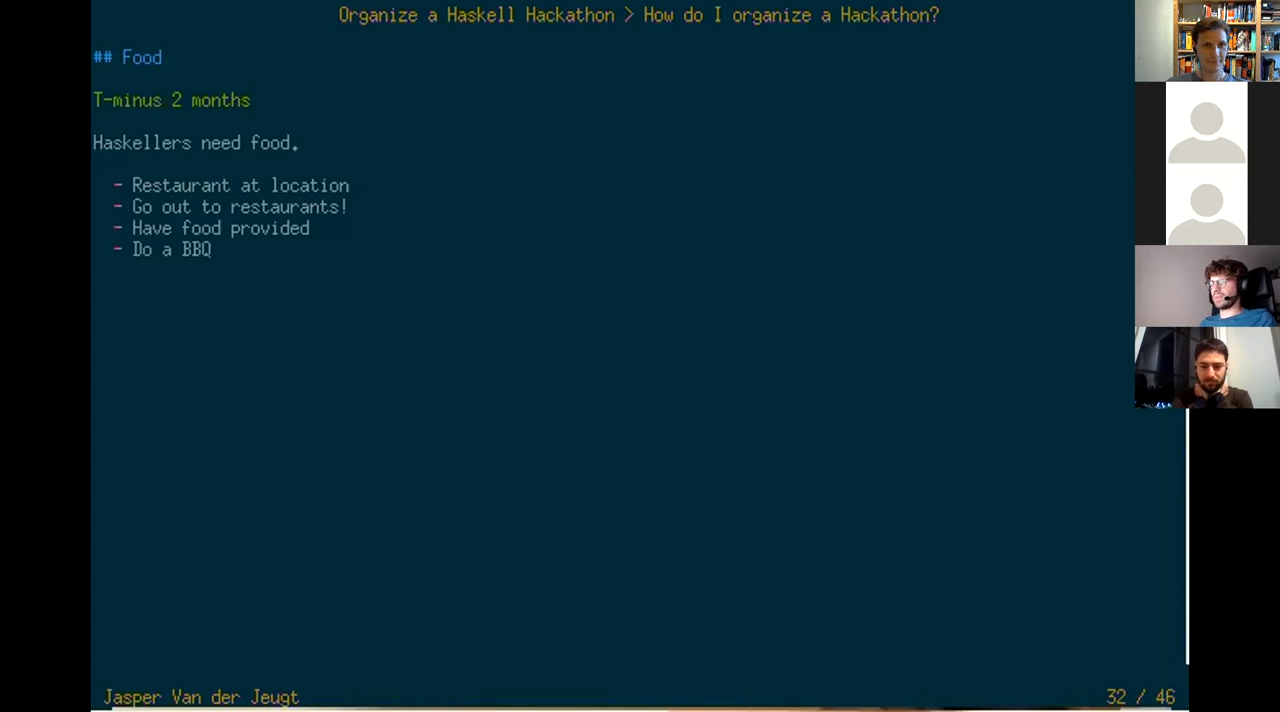 Organize a Haskell Hackathon > How do I organize a Hackathon?
## Food
T-minus 2 months
Haskellers need food.
- Restaurant at location
- Go out to restaurants!
- Have food provided
- Do a BBQ
Jasper Van der Jeugt
32 / 46